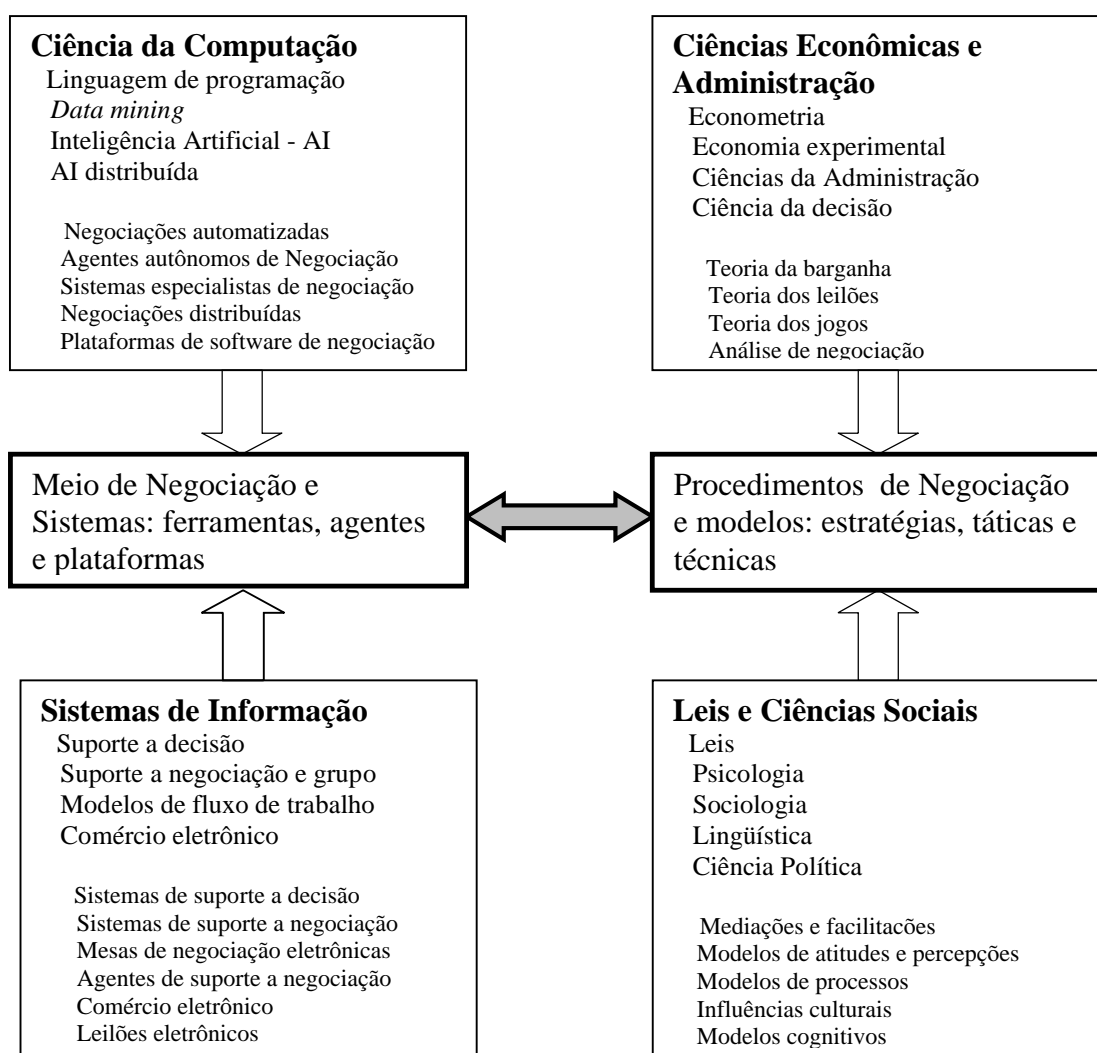 Ciência da Computação
Linguagem de programação
Data mining
Inteligência Artificial - AI
AI distribuída
Negociações automatizadas
Agentes autônomos de Negociação
Sistemas especialistas de negociação
Negociações distribuídas
Plataformas de software de negociação
Ciências Econômicas e
Administração
Econometria
Economia experimental
Ciências da Administração
Ciência da decisão
Teoria da barganha
Teoria dos leilões
Teoria dos jogos
Análise de negociação
Meio de Negociação e
Sistemas: ferramentas, agentes
e plataformas
Procedimentos de Negociação
e modelos: estratégias, táticas e
técnicas
Sistemas de Informação
Suporte a decisão
Suporte a negociação e grupo
Modelos de fluxo de trabalho
Comércio eletrônico
Sistemas de suporte a decisão
Sistemas de suporte a negociação
Mesas de negociação eletrônicas
Agentes de suporte a negociação
Comércio eletrônico
Leilões eletrônicos
Leis e Ciências Sociais
Leis
Psicologia
Sociologia
Lingüística
Ciência Política
Mediações e facilitacões
Modelos de atitudes e percepções
Modelos de processos
Influências culturais
Modelos cognitivos